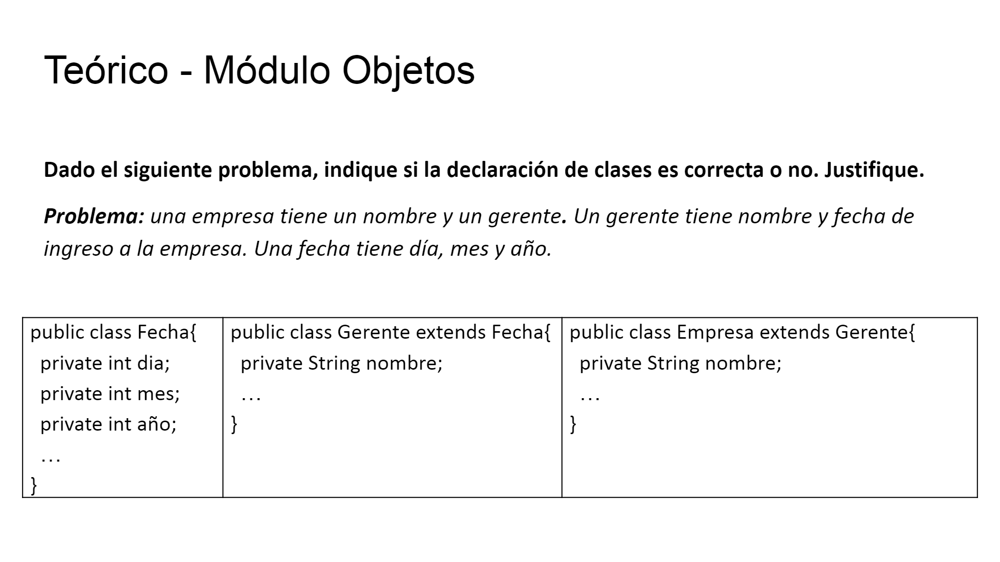 Teórico - Módulo Objetos
Dado el siguiente problema, indique si la declaración de clases es correcta o no. Justifique.
Problema: una empresa tiene un nombre y un gerente. Un gerente tiene nombre y fecha de
ingreso a la empresa. Una fecha tiene día, mes y año.
public class Fecha{
private int dia;
private int mes;
private int año;
…
}
public class Gerente extends Fecha{
private String nombre;
…
}
public class Empresa extends Gerente{
private String nombre;
…
}